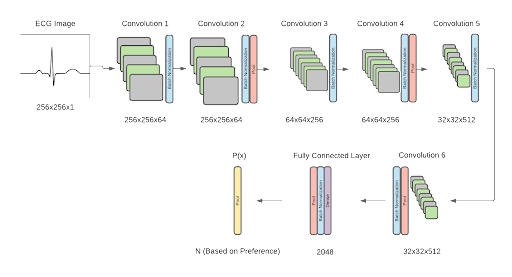 ECG Image
Convolution 1
Convolution 2
Convolution 3
Convolution 4
Convolution 5
Batch Normalization
Batch Normalization
Pool
Batch Normalization
Batch Normalization
Pool
Batch Normalization
256x256x1
256x256x64
256x256x64
64x64x256
64x64x256
32x32x512
P(x)
Fully Connected Layer
Convolution 6
Pool
Pool
Batch Normalization
Dense
Batch Normalization
Pool
N (Based on Preference)
2048
32x32x512